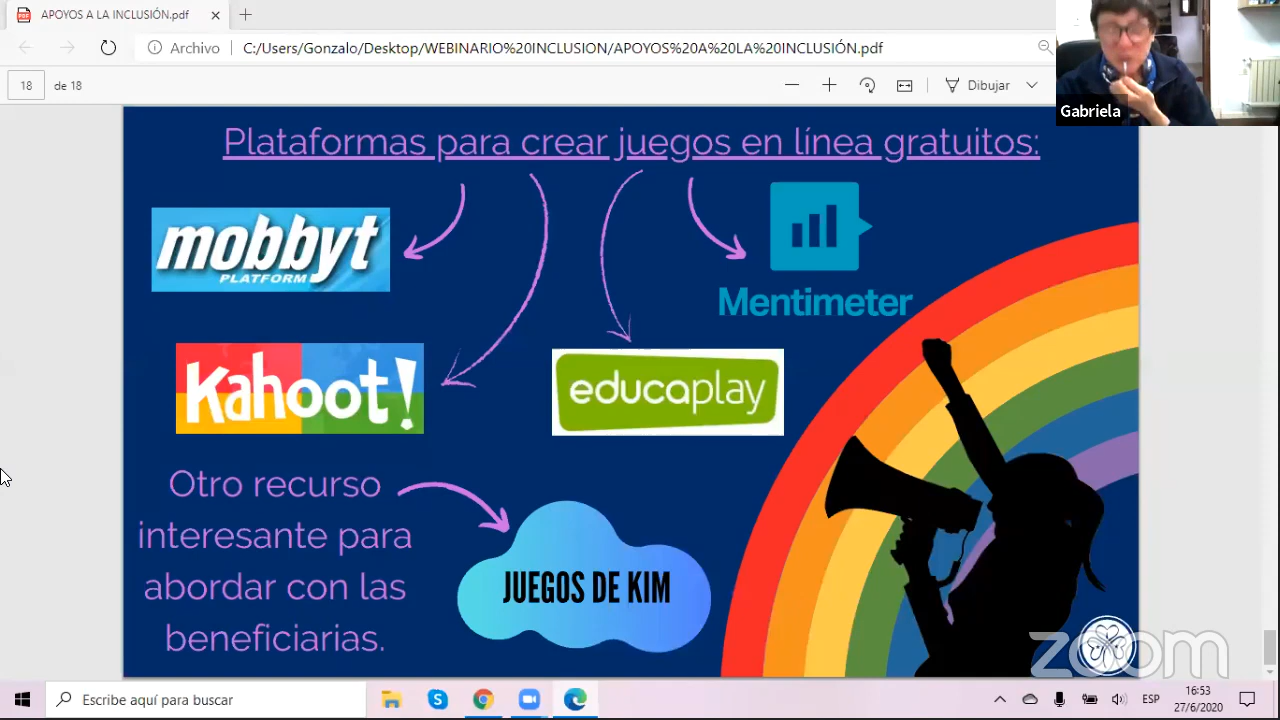 APOYOS A LA INCLUSIÓN.pdf
Archivo
C:/Users/Gonzalo/Desktop/WEBINARIO%20INCLUSION/APOYOS%20A%20LA%20INCLUSIÓN.pdf
18 de 18
Dibujar
Gabriela
Plataformas para crear juegos en línea gratuitos:
mobbyt
PLATFORM
Mentimeter
Kahoot!
educaplay
Otro recurso
interesante para
abordar con las
beneficiarias.
JUEGOS DE KIM
zoom
Escribe aquí para buscar
ESP
16:53
27/6/2020